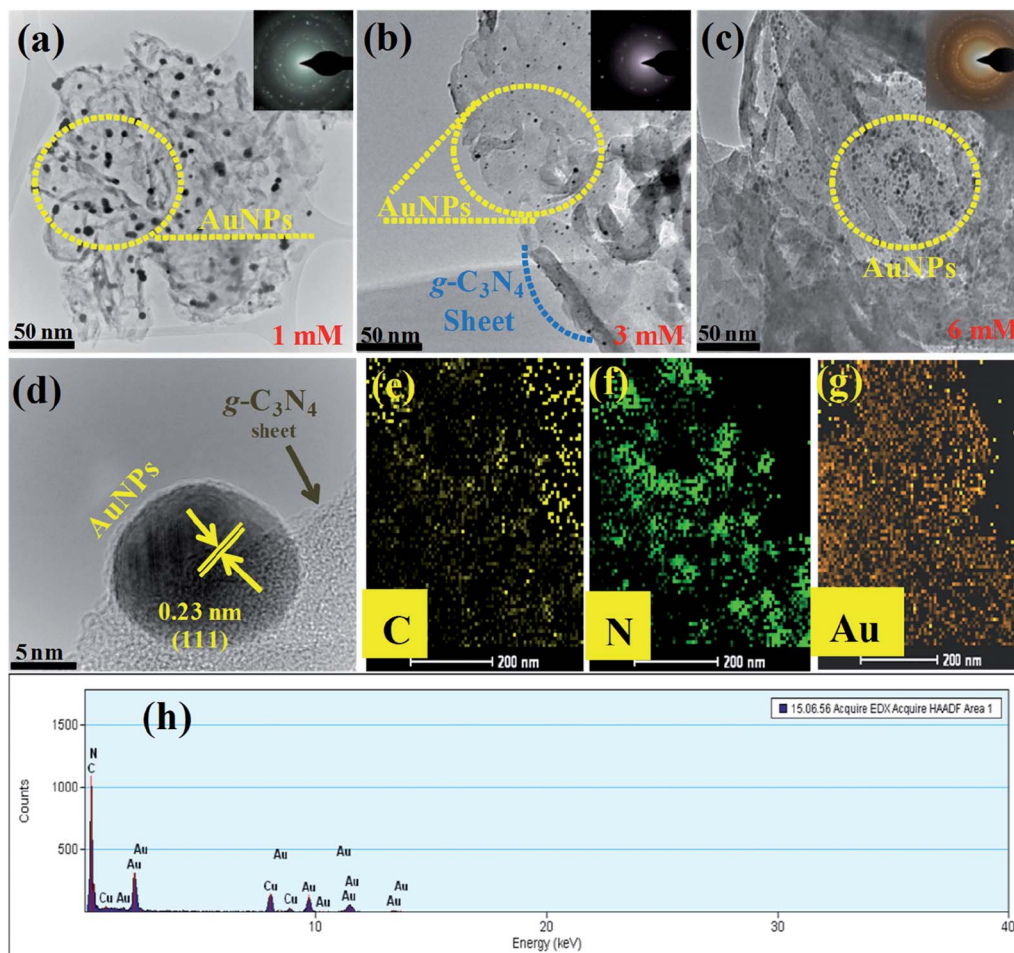 (a)
AuNPs
50 nm
1 mM
(b)
AuNPs
g-C₃N₄
Sheet
50 nm
3 mM
(c)
AuNPs
50 nm
6 mM
(d)
g-C₃N₄
sheet
AuNPs
0.23 nm
(111)
5 nm
(e)
C
200 nm
(f)
N
200 nm
(g)
Au
200 nm
(h)
15.06.56 Acquire EDX Acquire HAADF Area 1
Counts
1500
1000
500
N
C
Cu
Au
Au
Au
Au
Cu
Cu
Au
Au
Au
Au
Au
Au
Au
10
20
30
40
Energy (keV)